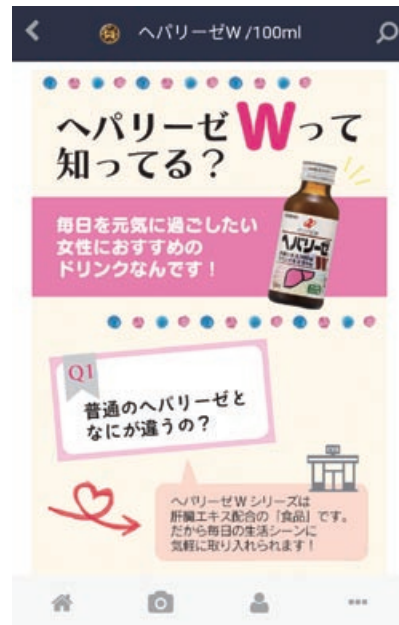 ヘパリーゼW/100ml
ヘパリーゼWって
知ってる？
毎日を元気に過ごしたい
女性におすすめの
ドリンクなんです！
ヘパリーゼ
W
Q1
普通のヘパリーゼと
なにが違うの？
ヘパリーゼWシリーズは
肝臓エキス配合の「食品」です。
だから毎日の生活シーンに
気軽に取り入れられます！